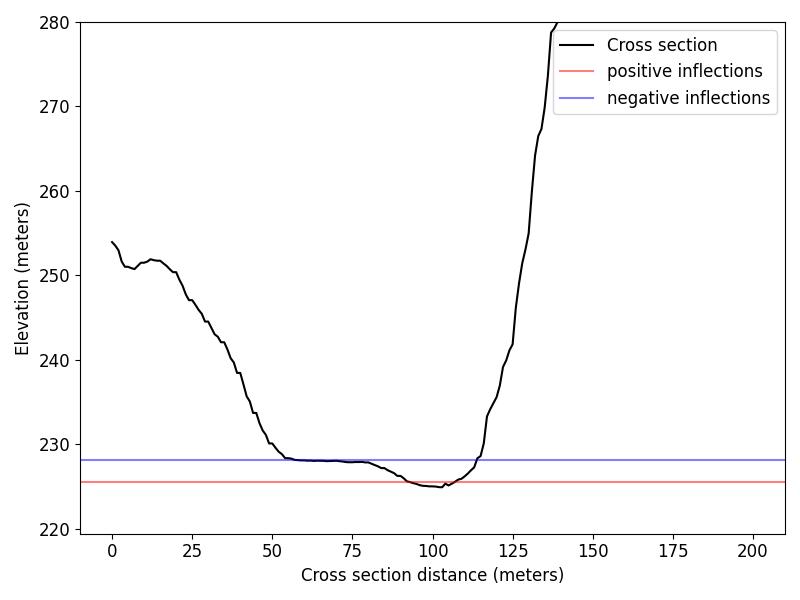 280
270
260
250
240
230
220
Elevation (meters)
Cross section
positive inflections
negative inflections
0 25 50 75 100 125 150 175 200
Cross section distance (meters)